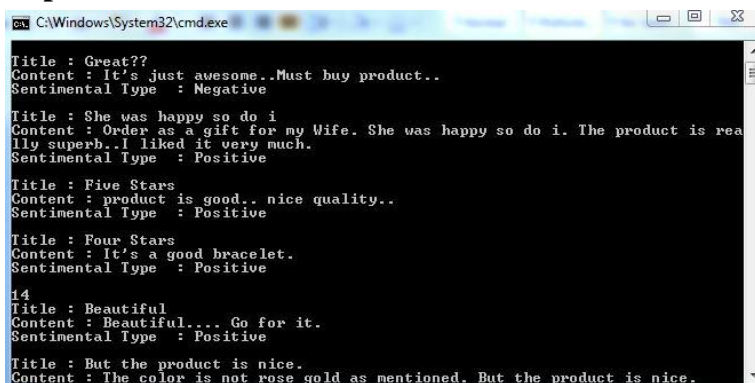 C:\Windows\System32\cmd.exe
Title : Great??
Content : It's just awesome..Must buy product..
Sentimental Type  : Negative
Title : She was happy so do i
Content : Order as a gift for my Wife. She was happy so do i. The product is rea
lly superb..I liked it very much.
Sentimental Type  : Positive
Title : Five Stars
Content : product is good.. nice quality..
Sentimental Type  : Positive
Title : Four Stars
Content : It's a good bracelet.
Sentimental Type  : Positive
14
Title : Beautiful
Content : Beautiful.... Go for it.
Sentimental Type  : Positive
Title : But the product is nice.
Content : The color is not rose gold as mentioned. But the product is nice.